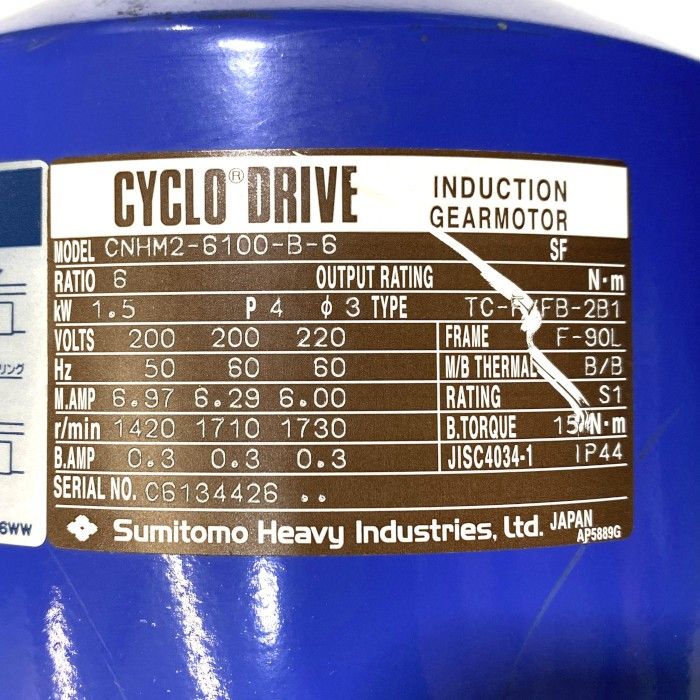 CYCLO® DRIVE INDUCTION GEARMOTOR
MODEL CNHM2-6100-B-6 SF
RATIO 6 OUTPUT RATING N·m
kW 1.5 P 4 ϕ 3 TYPE
VOLTS 200 200 220 FRAME F-90L
Hz 50 60 60 M/B THERMAL B/B
M.AMP 6.97 6.29 6.00 RATING S1
r/min 1420 1710 1730 B.TORQUE N·m
B.AMP 0.3 0.3 0.3 JISC4034-1 IP44
SERIAL NO. C6134426 ..
Sumitomo Heavy Industries, Ltd. JAPAN
AP5889G
リング
6WW